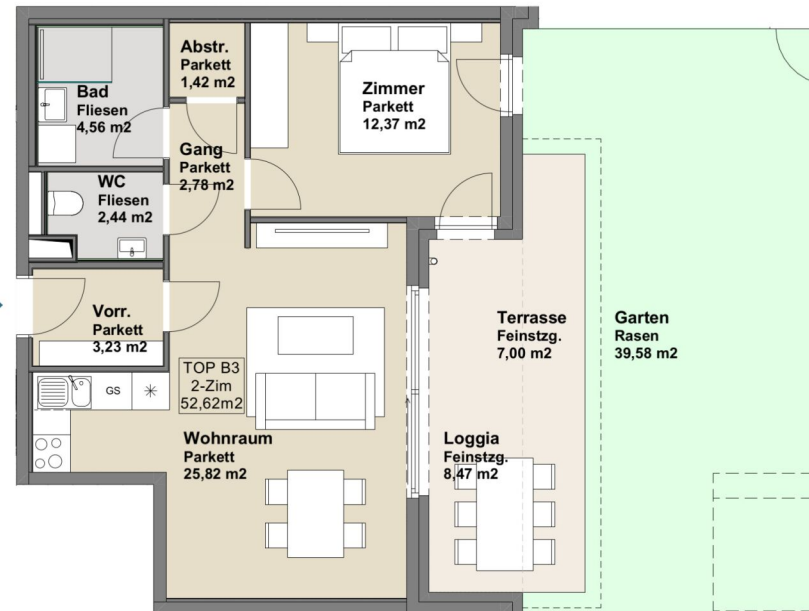 Abstr.
Parkett
1,42 m2
Bad
Fliesen
4,56 m2
Zimmer
Parkett
12,37 m2
Gang
Parkett
2,78 m2
WC
Fliesen
2,44 m2
Vorr.
Parkett
3,23 m2
Terrasse
Feinstzg.
7,00 m2
Garten
Rasen
39,58 m2
TOP B3
2-Zim
52,62m2
GS
Wohnraum
Parkett
25,82 m2
Loggia
Feinstzg.
8,47 m2